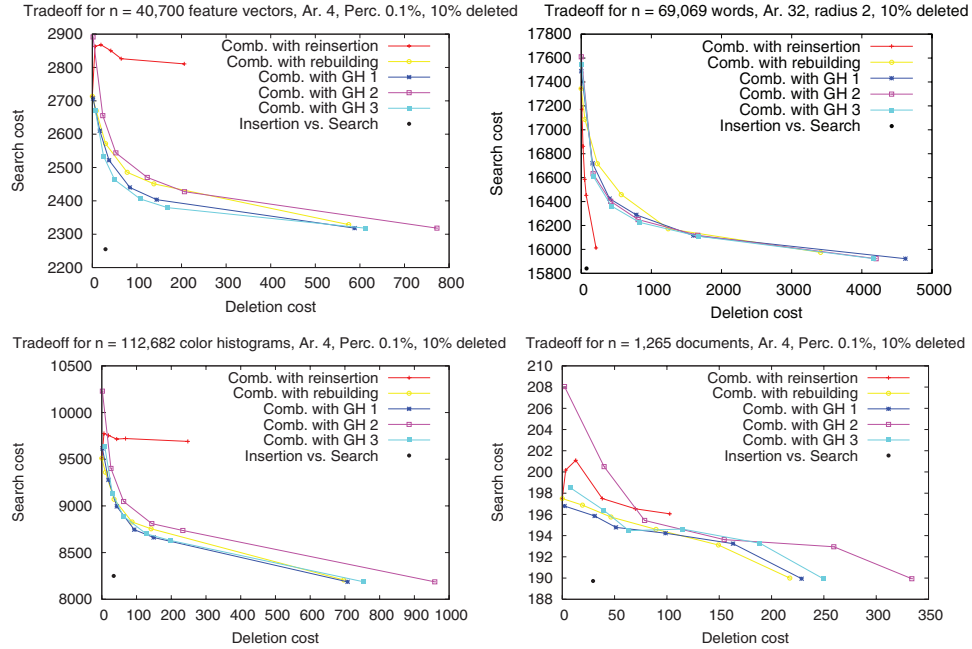 Tradeoff for n = 40,700 feature vectors, Ar. 4, Perc. 0.1%, 10% deleted
2900
2800
2700
2600
2500
2400
2300
2200
Search cost
0 100 200 300 400 500 600 700 800
Deletion cost
Comb. with reinsertion
Comb. with rebuilding
Comb. with GH 1
Comb. with GH 2
Comb. with GH 3
Insertion vs. Search
Tradeoff for n = 69,069 words, Ar. 32, radius 2, 10% deleted
17800
17600
17400
17200
17000
16800
16600
16400
16200
16000
15800
Search cost
0 1000 2000 3000 4000 5000
Deletion cost
Comb. with reinsertion
Comb. with rebuilding
Comb. with GH 1
Comb. with GH 2
Comb. with GH 3
Insertion vs. Search
Tradeoff for n = 112,682 color histograms, Ar. 4, Perc. 0.1%, 10% deleted
10500
10000
9500
9000
8500
8000
Search cost
0 100 200 300 400 500 600 700 800 900 1000
Deletion cost
Comb. with reinsertion
Comb. with rebuilding
Comb. with GH 1
Comb. with GH 2
Comb. with GH 3
Insertion vs. Search
Tradeoff for n = 1,265 documents, Ar. 4, Perc. 0.1%, 10% deleted
210
208
206
204
202
200
198
196
194
192
190
188
Search cost
0 50 100 150 200 250 300 350
Deletion cost
Comb. with reinsertion
Comb. with rebuilding
Comb. with GH 1
Comb. with GH 2
Comb. with GH 3
Insertion vs. Search